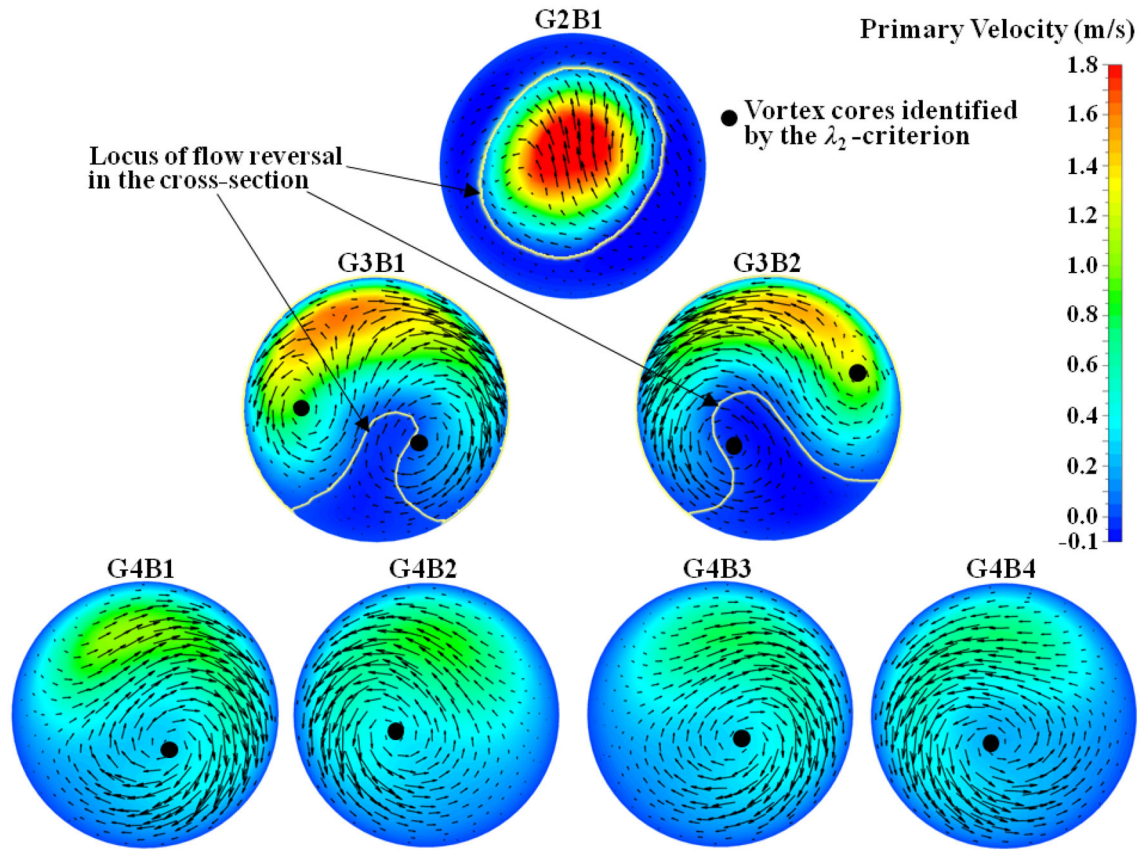 G2B1
Primary Velocity (m/s)
1.8
1.6
1.4
1.2
1.0
0.8
0.6
0.4
0.2
0.0
-0.1
Vortex cores identified
by the λ2 -criterion
Locus of flow reversal
in the cross-section
G3B1
G3B2
G4B1
G4B2
G4B3
G4B4